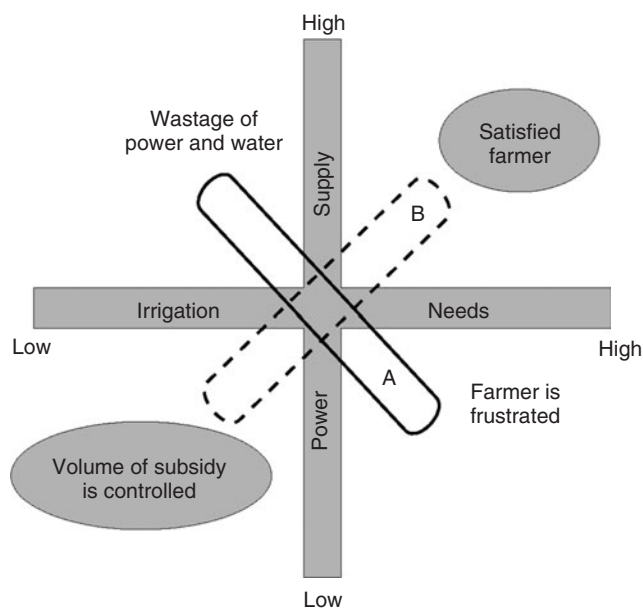 High
Wastage of
power and water
Satisfied
farmer
Supply
B
Irrigation
Needs
Low
High
A
Power
Farmer is
frustrated
Volume of subsidy
is controlled
Low